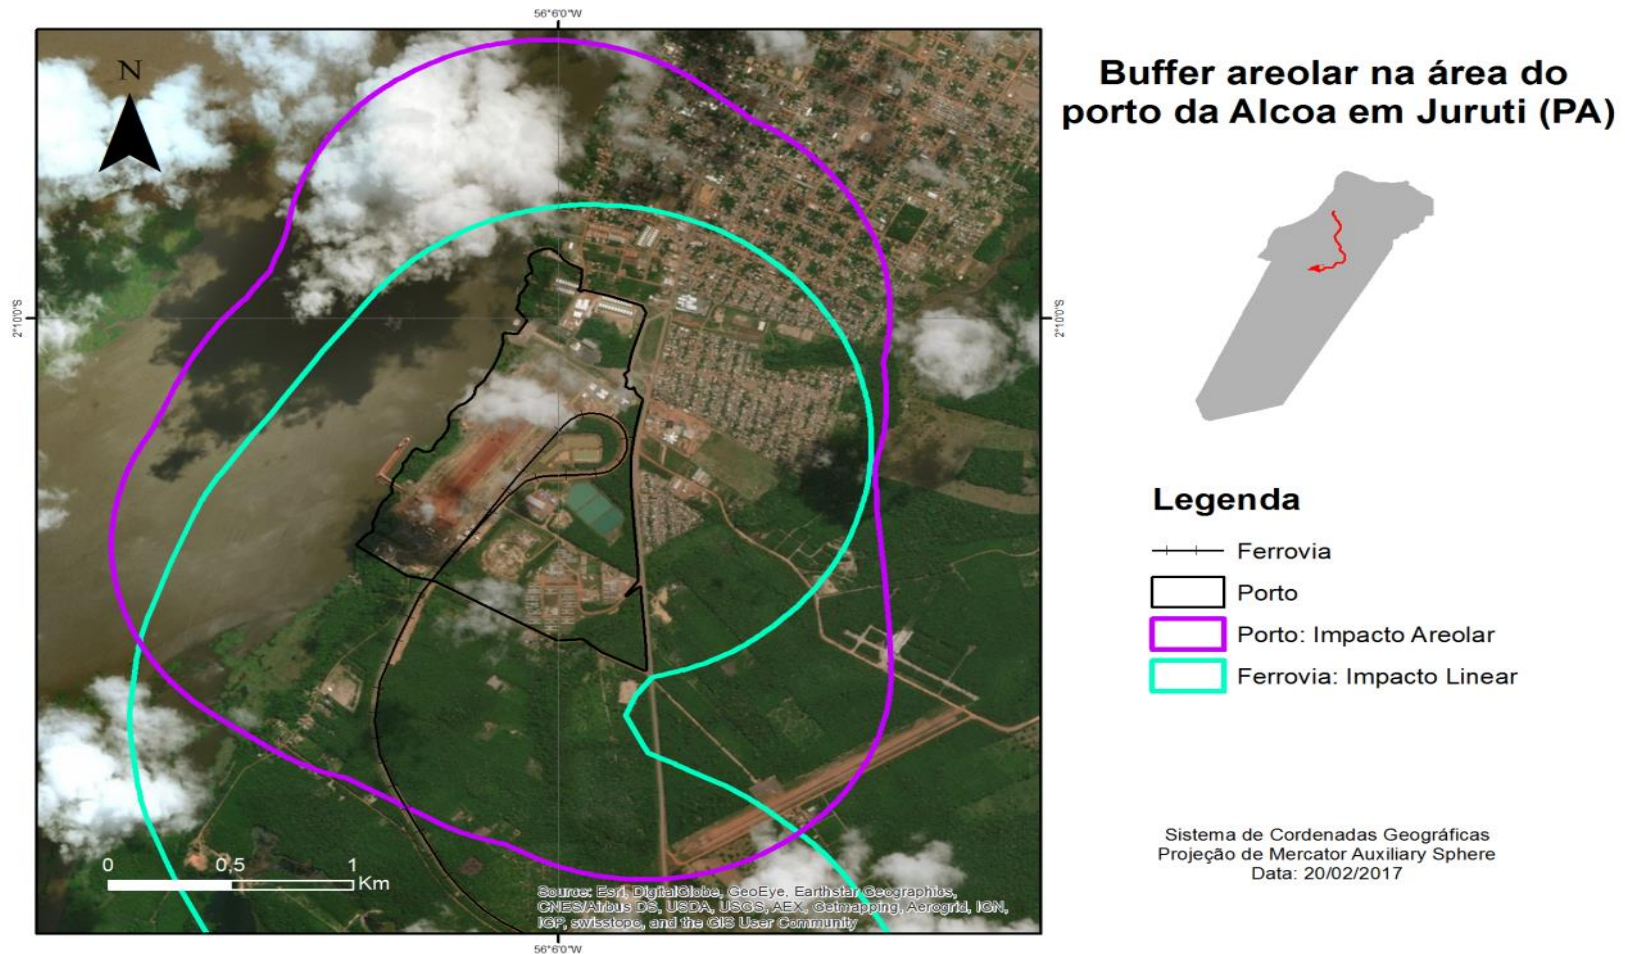 56°6'0"W
N
Buffer areolar na área do
porto da Alcoa em Juruti (PA)
2°10'0"S
2°10'0"S
Legenda
Ferrovia
Porto
Porto: Impacto Areolar
Ferrovia: Impacto Linear
Sistema de Cordenadas Geográficas
Projeção de Mercator Auxiliary Sphere
Data: 20/02/2017
0 0,5 1
Km
Source: Esri, DigitalGlobe, GeoEye, Earthstar Geographics,
CNES/Airbus DS, USDA, USGS, AEX, Getmapping, Aerogrid, IGN,
IGP, swisstopo, and the GIS User Community
56°6'0"W